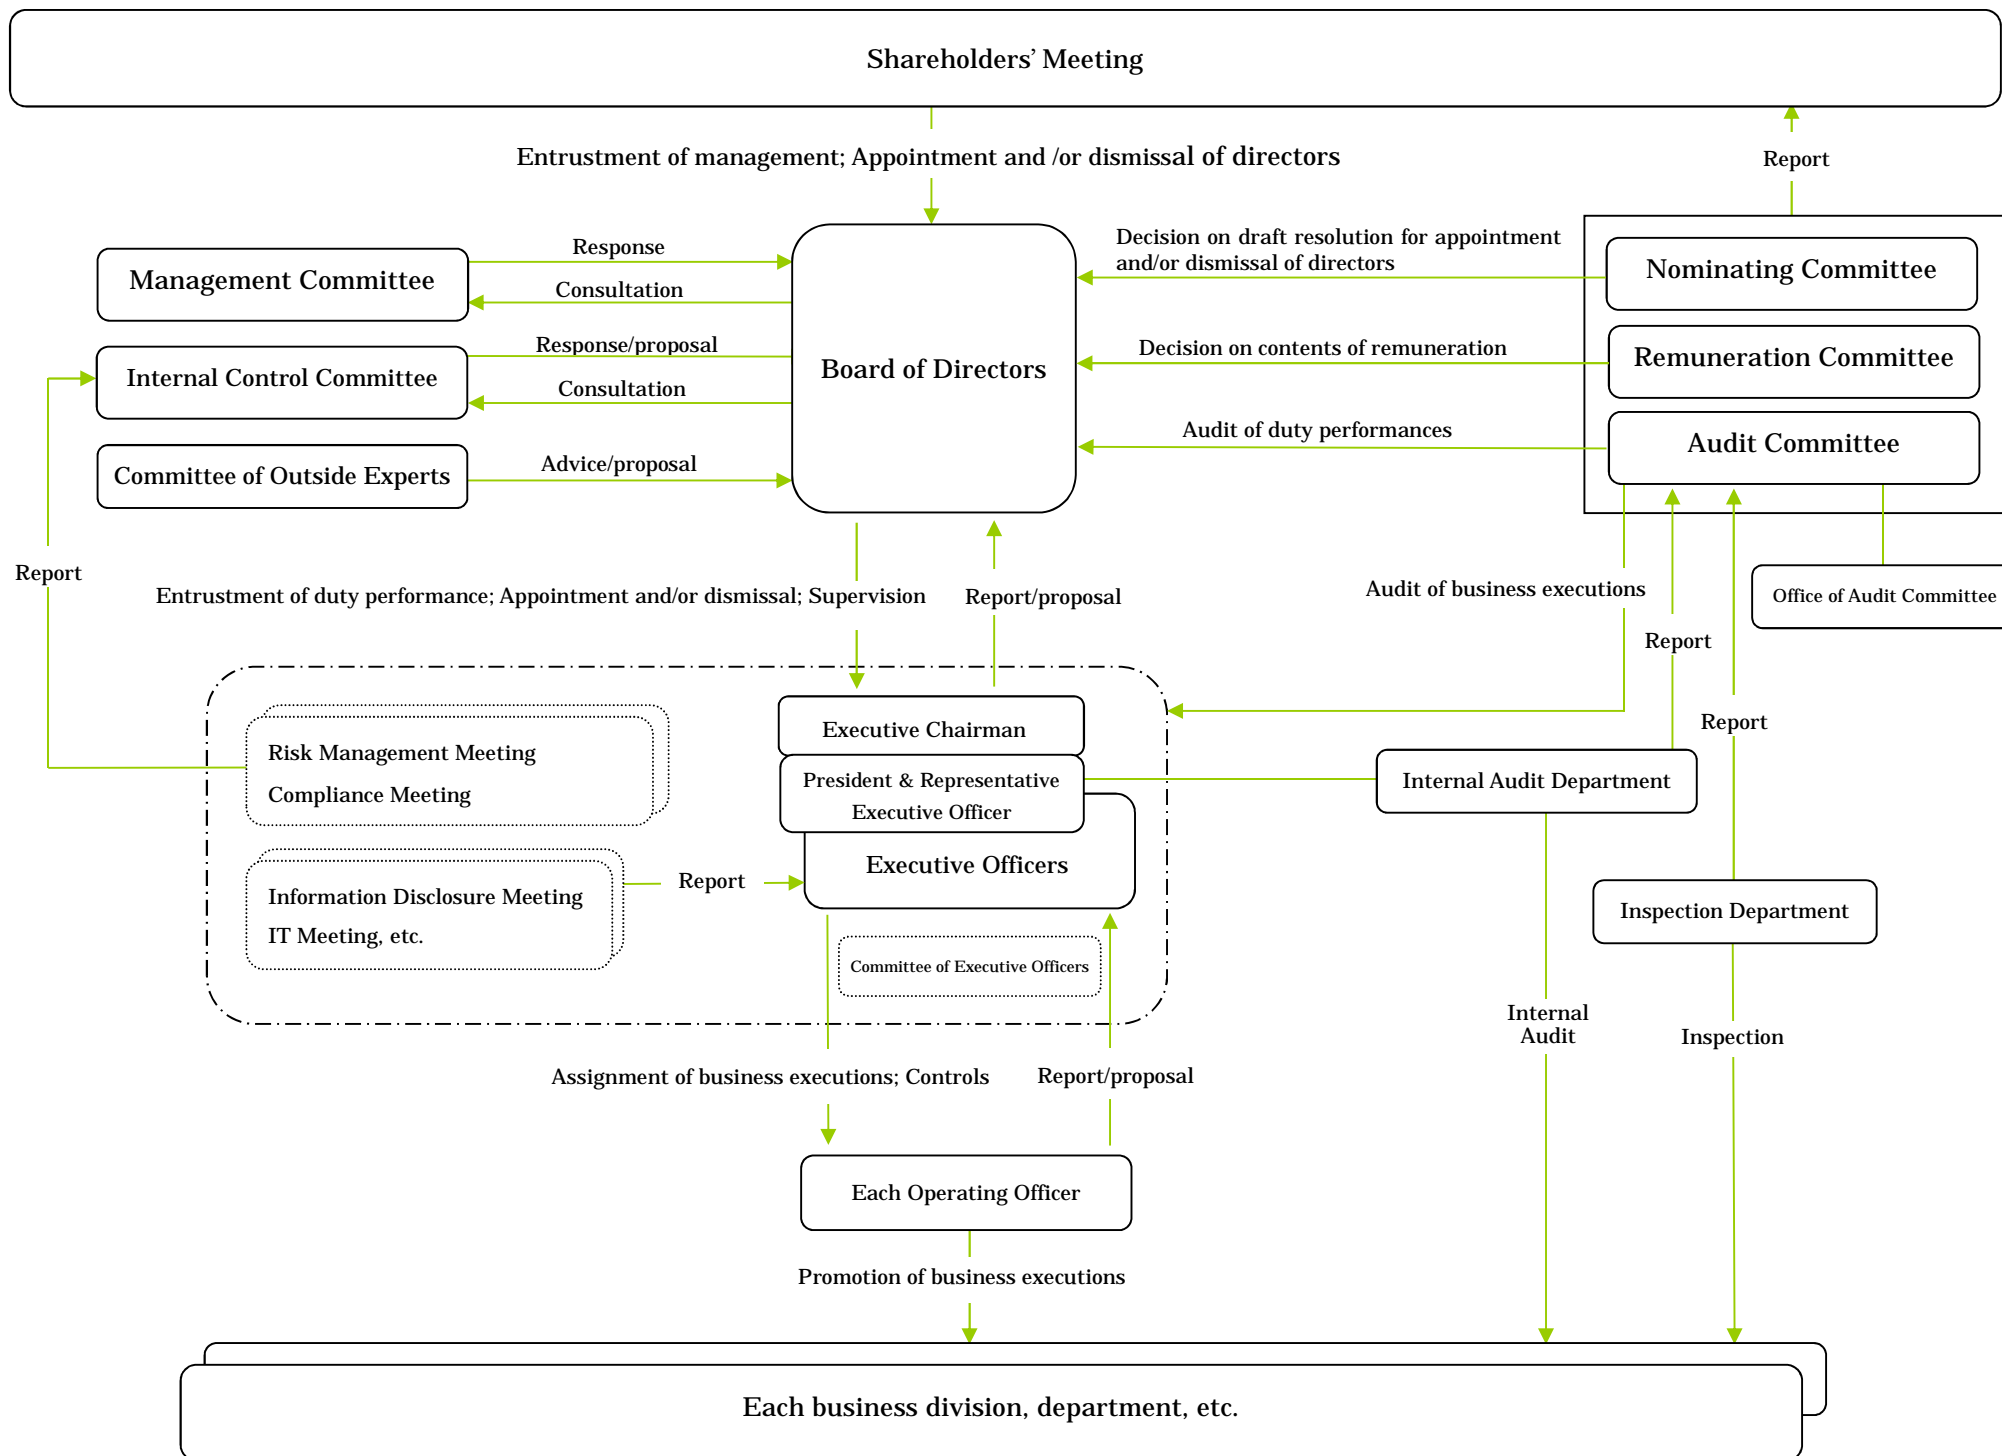 Shareholders’ Meeting
Entrustment of management; Appointment and /or dismissal of directors
Report
Response
Management Committee
Consultation
Decision on draft resolution for appointment
and/or dismissal of directors
Nominating Committee
Response/proposal
Internal Control Committee
Consultation
Board of Directors
Decision on contents of remuneration
Remuneration Committee
Audit of duty performances
Audit Committee
Committee of Outside Experts
Advice/proposal
Report
Entrustment of duty performance; Appointment and/or dismissal; Supervision
Report/proposal
Audit of business executions
Office of Audit Committee
Report
Report
Risk Management Meeting
Compliance Meeting
Executive Chairman
President & Representative
Executive Officer
Internal Audit Department
Executive Officers
Information Disclosure Meeting
IT Meeting, etc.
Report
Inspection Department
Committee of Executive Officers
Internal
Audit
Inspection
Assignment of business executions; Controls
Report/proposal
Each Operating Officer
Promotion of business executions
Each business division, department, etc.